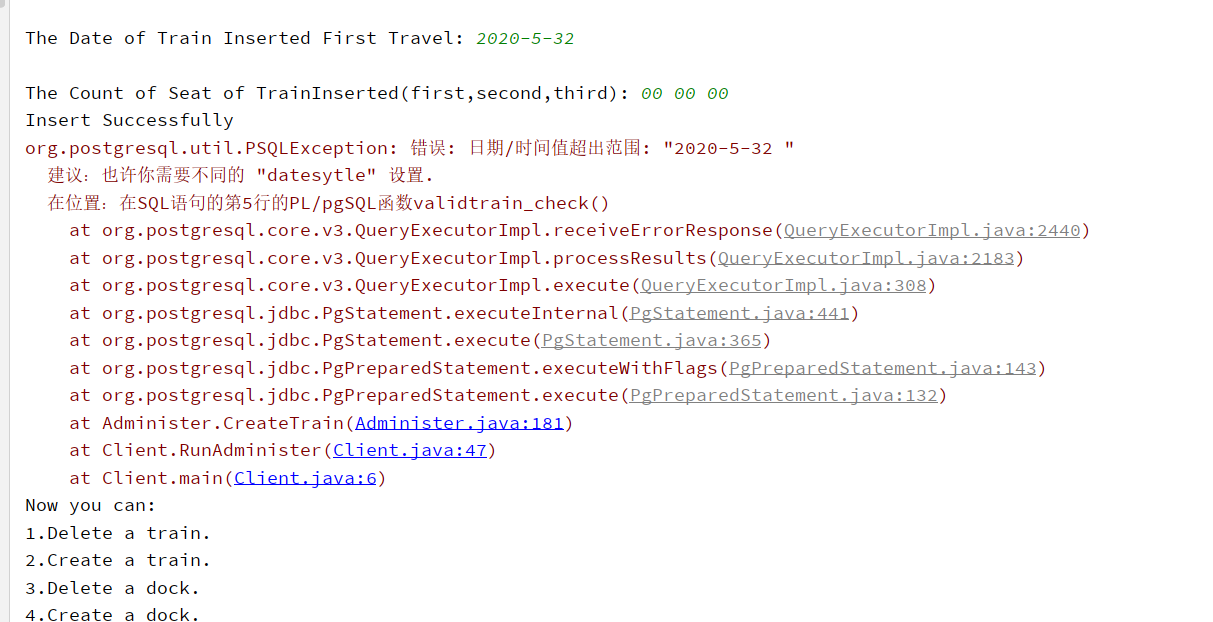 The Date of Train Inserted First Travel: 2020-5-32
The Count of Seat of TrainInserted(first,second,third): 00 00 00
Insert Successfully
org.postgresql.util.PSQLException: 错误: 日期/时间值超出范围: "2020-5-32 "
建议：也许你需要不同的 "datesytle" 设置.
在位置：在SQL语句的第5行的PL/pgSQL函数validtrain_check()
at org.postgresql.core.v3.QueryExecutorImpl.receiveErrorResponse(QueryExecutorImpl.java:2440)
at org.postgresql.core.v3.QueryExecutorImpl.processResults(QueryExecutorImpl.java:2183)
at org.postgresql.core.v3.QueryExecutorImpl.execute(QueryExecutorImpl.java:308)
at org.postgresql.jdbc.PgStatement.executeInternal(PgStatement.java:441)
at org.postgresql.jdbc.PgStatement.execute(PgStatement.java:365)
at org.postgresql.jdbc.PgPreparedStatement.executeWithFlags(PgPreparedStatement.java:143)
at org.postgresql.jdbc.PgPreparedStatement.execute(PgPreparedStatement.java:132)
at Administer.CreateTrain(Administer.java:181)
at Client.RunAdminister(Client.java:47)
at Client.main(Client.java:6)
Now you can:
1.Delete a train.
2.Create a train.
3.Delete a dock.
4.Create a dock.